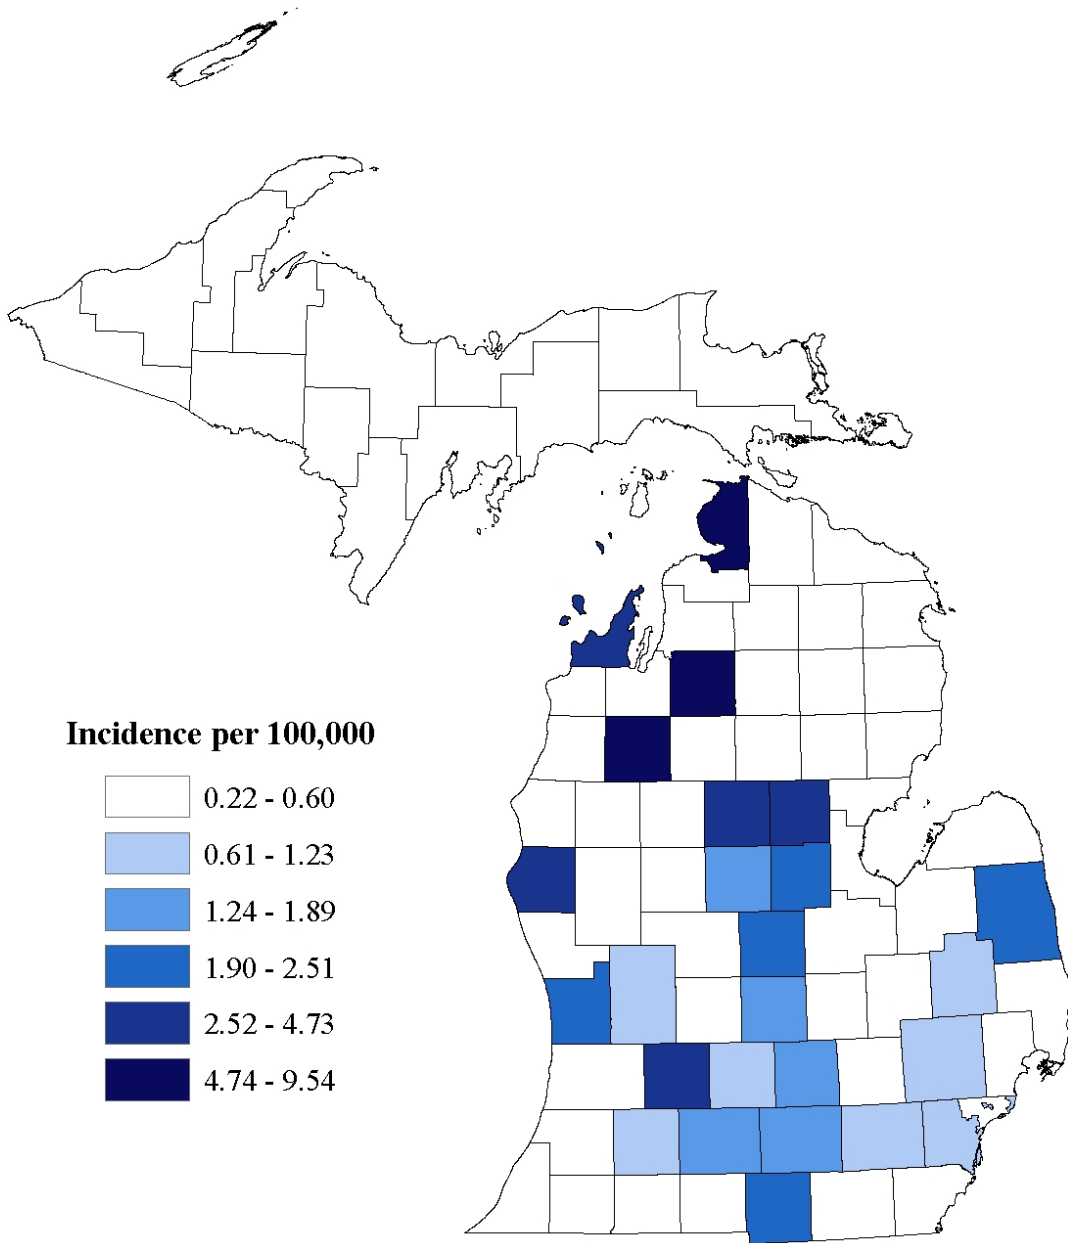 Incidence per 100,000
0.22 - 0.60
0.61 - 1.23
1.24 - 1.89
1.90 - 2.51
2.52 - 4.73
4.74 - 9.54